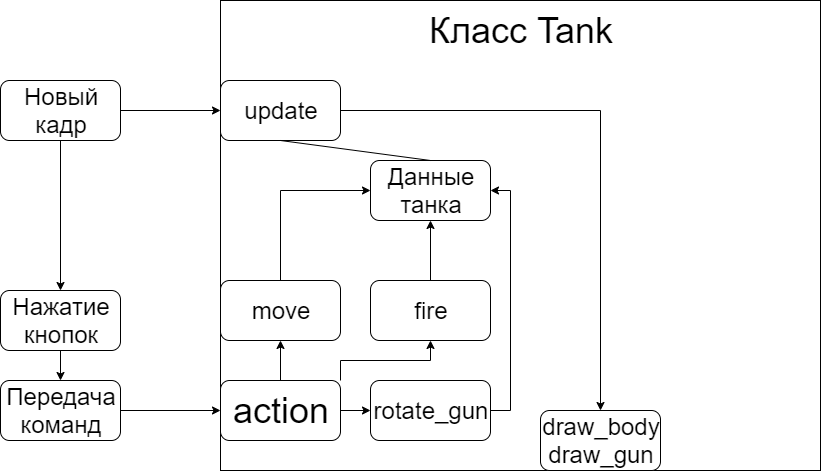 Класс Tank
Новый
кадр
update
Данные
танка
Нажатие
кнопок
move
fire
Передача
команд
action
rotate_gun
draw_body
draw_gun